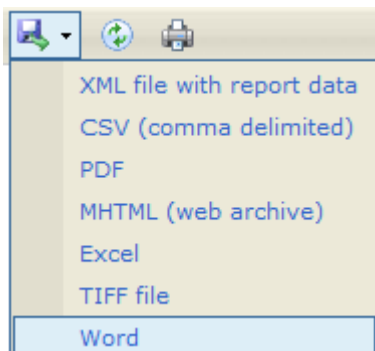 XML file with report data
CSV (comma delimited)
PDF
MHTML (web archive)
Excel
TIFF file
Word